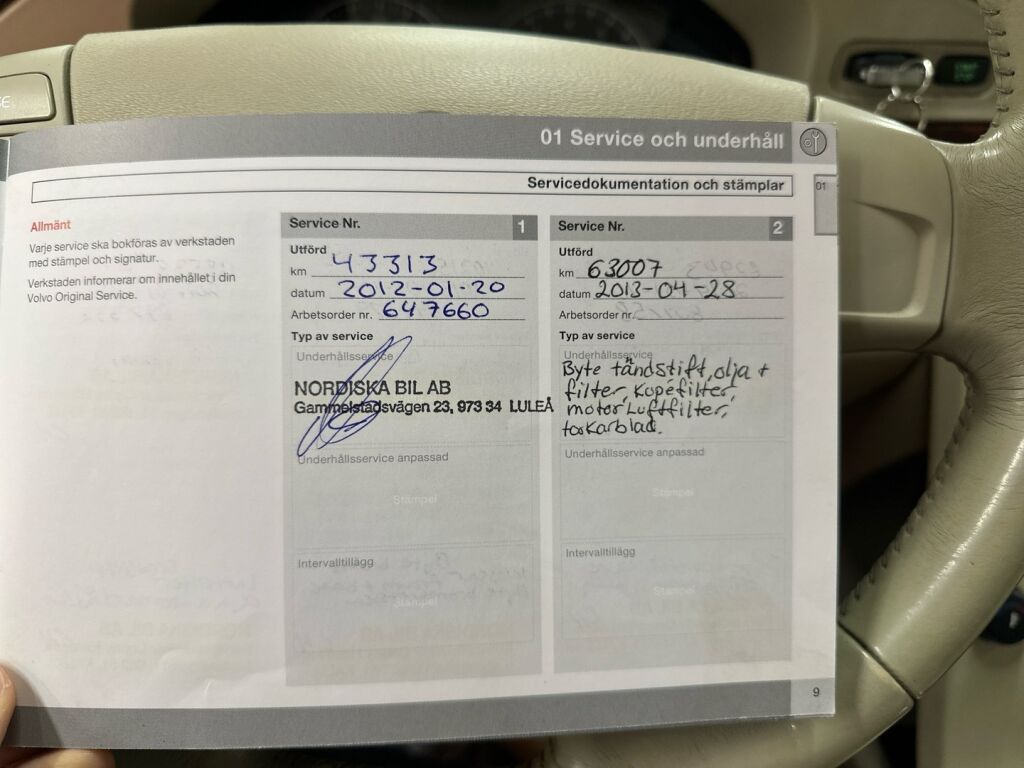 01 Service och underhåll
Servicedokumentation och stämplar
01
Allmänt
Varje service ska bokföras av verkstaden
med stämpel och signatur.
Verkstaden informerar om innehållet i din
Volvo Original Service.
Service Nr. 1
Utförd
km 43313
datum 2012-01-20
Arbetsorder nr. 647660
Typ av service
Underhållsservice
NORDISKA BIL AB
Gammelstadsvägen 23, 973 34 LULEÅ
Underhållsservice anpassad
Stämpel
Intervalltillägg
Stämpel
Service Nr. 2
Utförd
km 63007
datum 2013-04-28
Arbetsorder nr.
Typ av service
Underhållsservice
Byte tändstift, olja +
filter, Kopéfilter,
motor Luftfilter,
torkarblad.
Underhållsservice anpassad
Stämpel
Intervalltillägg
Stämpel
9